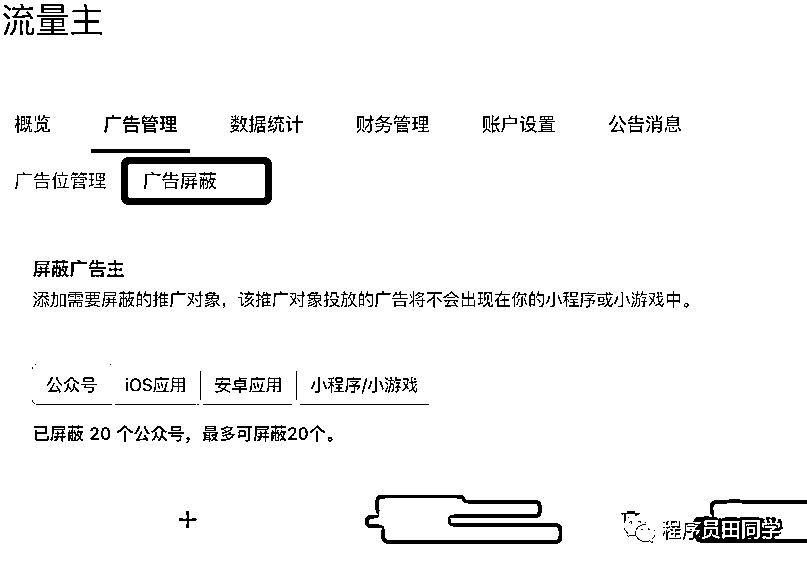 流量主
概览 广告管理 数据统计 财务管理 账户设置 公告消息
广告位管理 广告屏蔽
屏蔽广告主
添加需要屏蔽的推广对象，该推广对象投放的广告将不会出现在你的小程序或小游戏中。
公众号 iOS应用 安卓应用 小程序/小游戏
已屏蔽 20 个公众号，最多可屏蔽20个。
+
程序员田同学